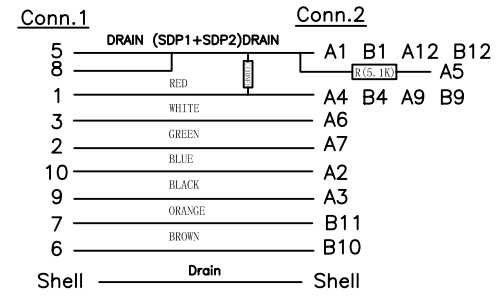 Conn.1 Conn.2
DRAIN (SDP1+SDP2)DRAIN
5 A1 B1 A12 B12
8 R(5.1K) A5
RED
1 A4 B4 A9 B9
WHITE
3 A6
GREEN
2 A7
BLUE
10 A2
BLACK
9 A3
ORANGE
7 B11
BROWN
6 B10
Drain
Shell Shell